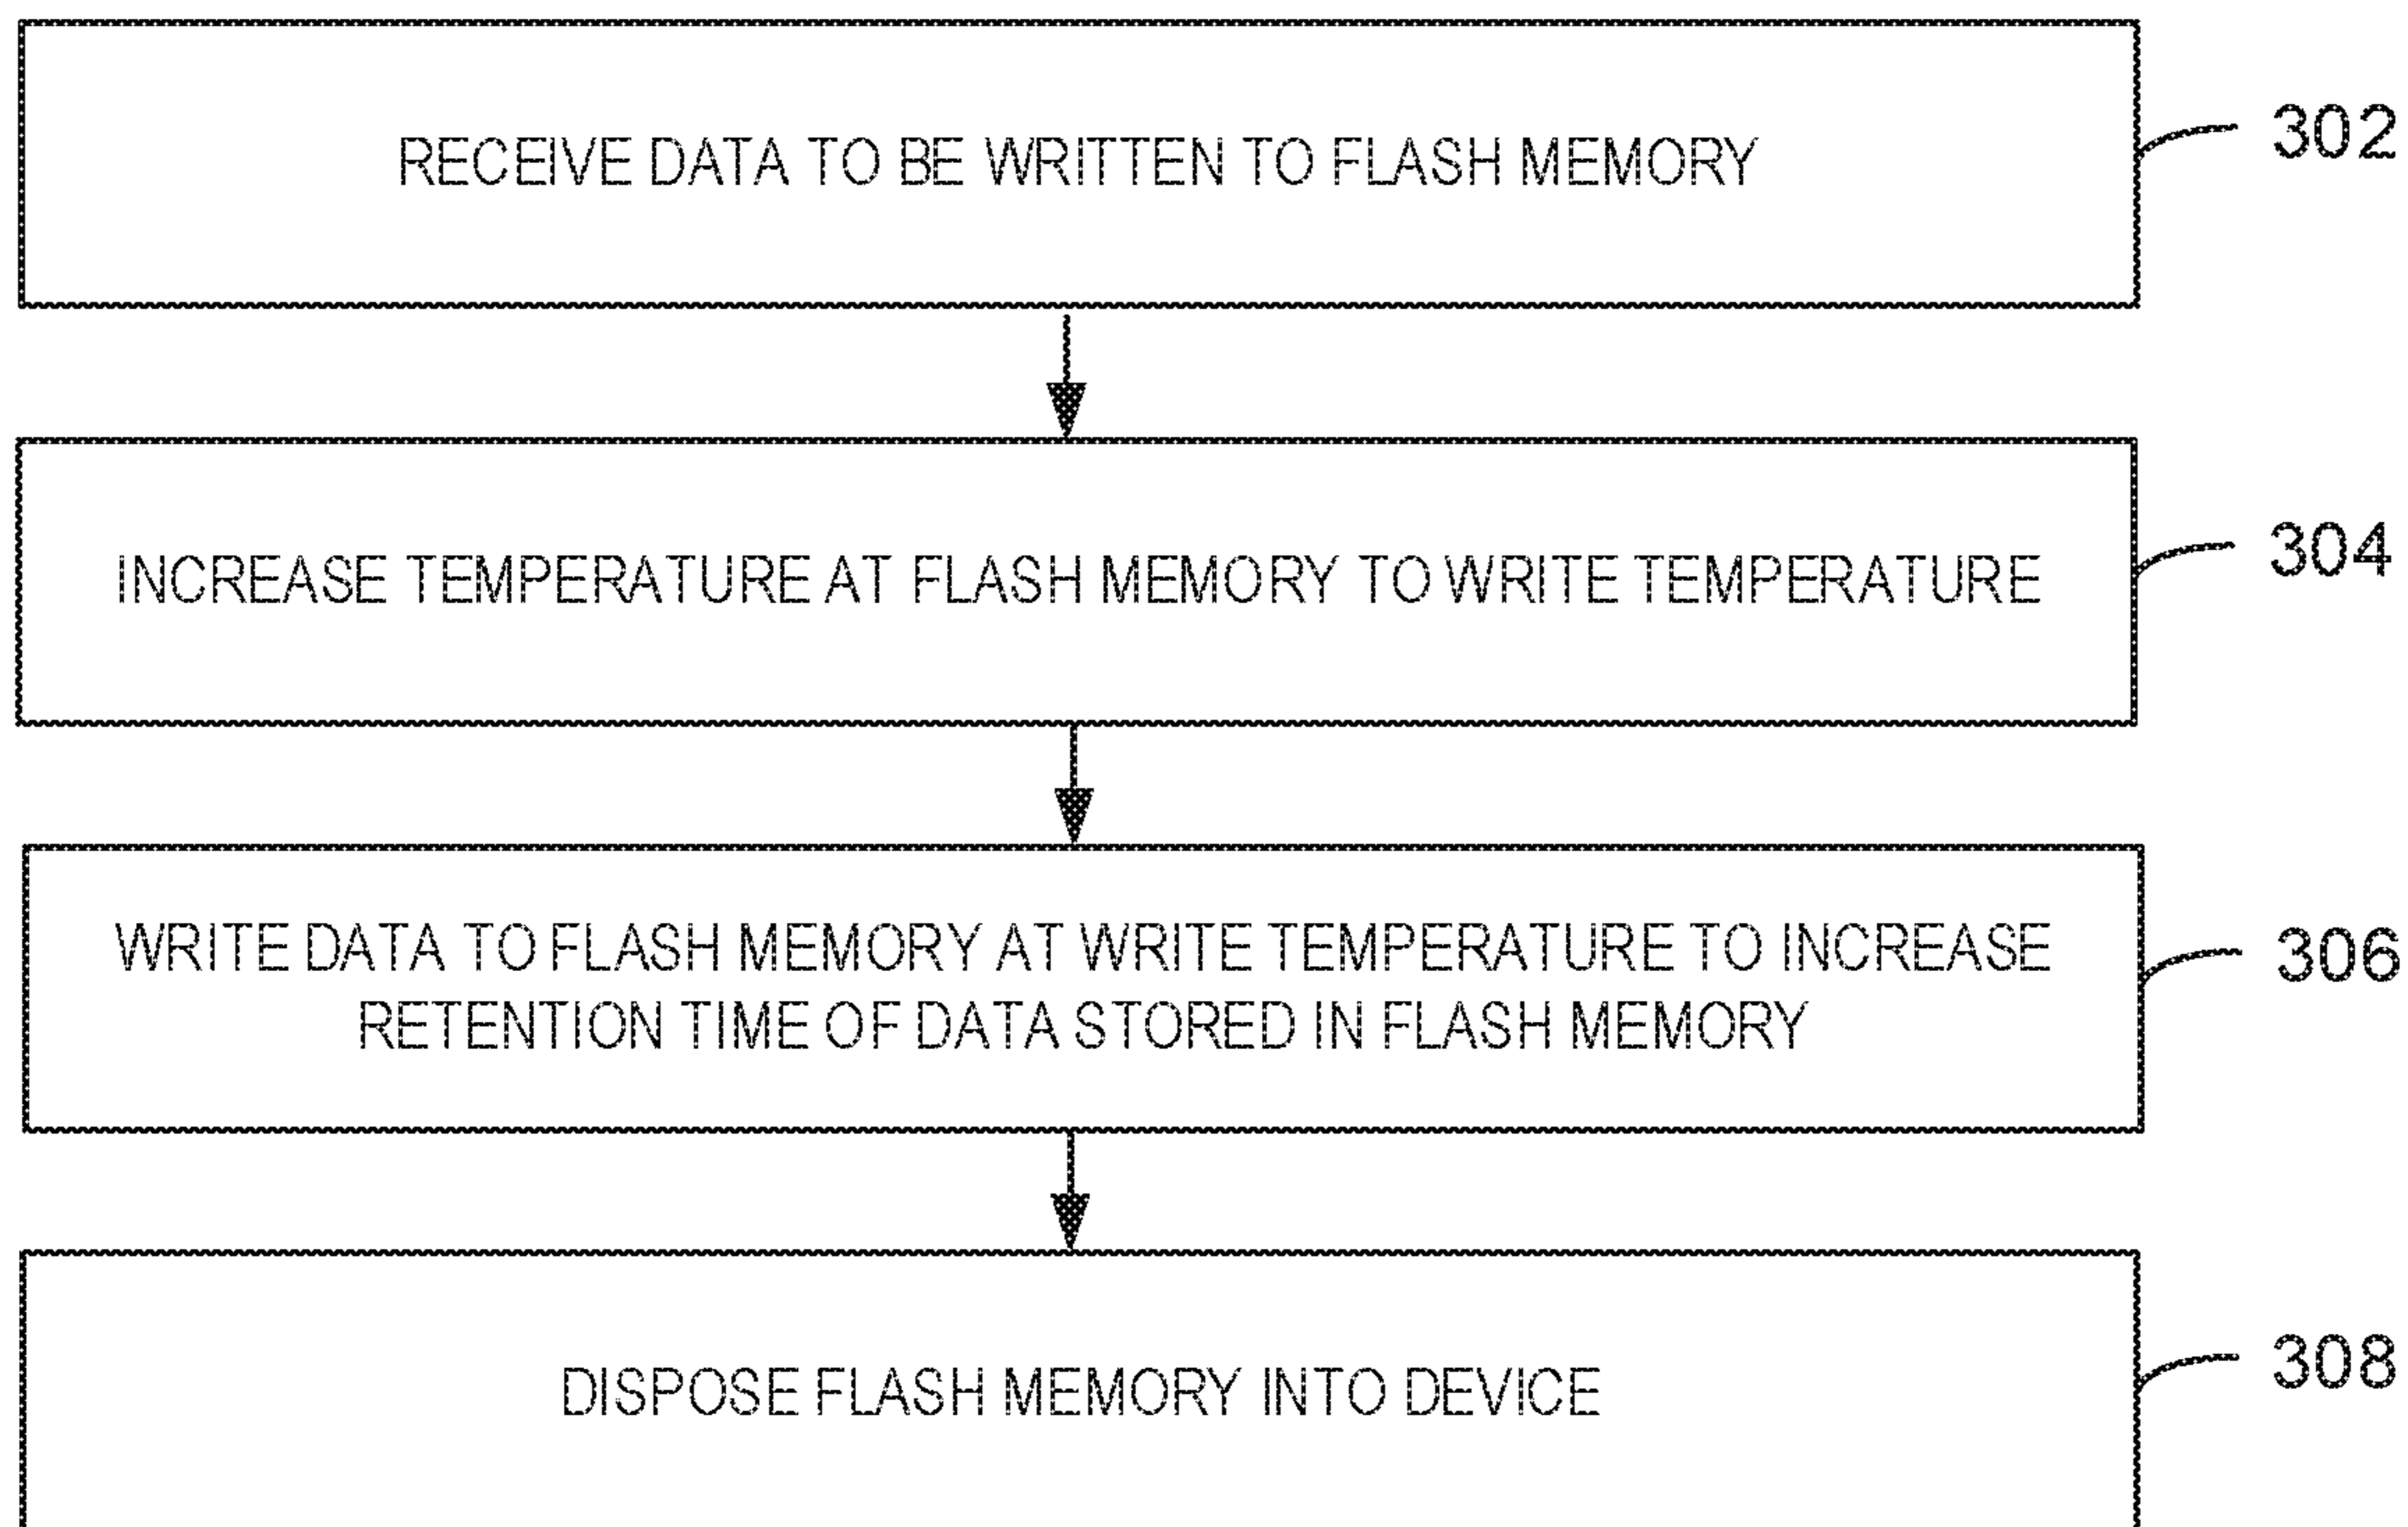 RECEIVE DATA TO BE WRITTEN TO FLASH MEMORY
302
INCREASE TEMPERATURE AT FLASH MEMORY TO WRITE TEMPERATURE
304
WRITE DATA TO FLASH MEMORY AT WRITE TEMPERATURE TO INCREASE
RETENTION TIME OF DATA STORED IN FLASH MEMORY
306
DISPOSE FLASH MEMORY INTO DEVICE
308